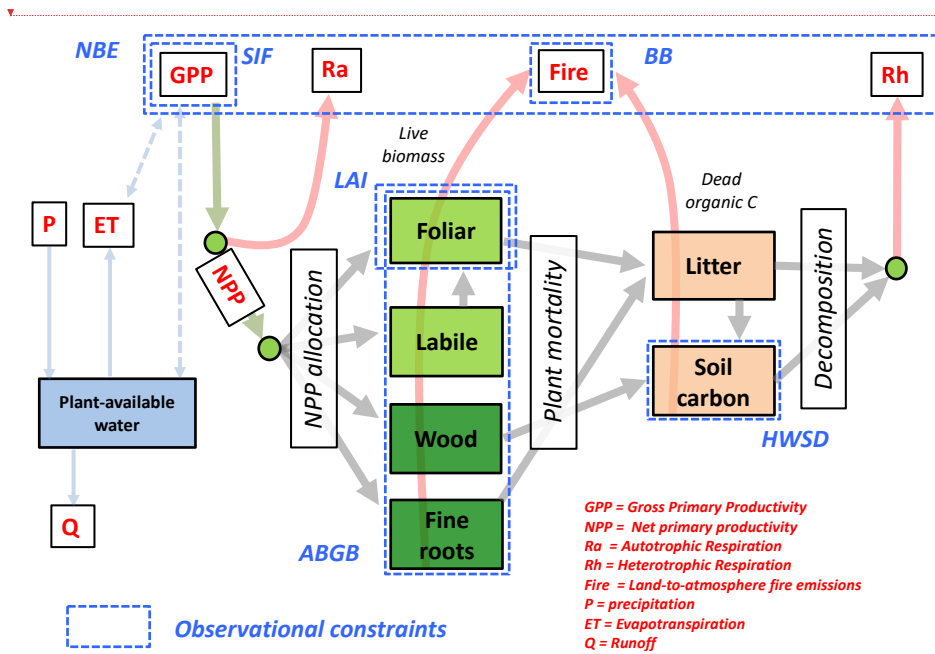 NBE
SIF
BB
GPP
Ra
Fire
Rh
Live
biomass
LAI
Dead
organic C
P
ET
NPP
NPP allocation
Foliar
Labile
Wood
Fine
roots
Plant mortality
Litter
Soil
carbon
Decomposition
HWSD
Plant-available
water
Q
ABGB
GPP = Gross Primary Productivity
NPP = Net primary productivity
Ra = Autotrophic Respiration
Rh = Heterotrophic Respiration
Fire = Land-to-atmosphere fire emissions
P = precipitation
ET = Evapotranspiration
Q = Runoff
Observational constraints